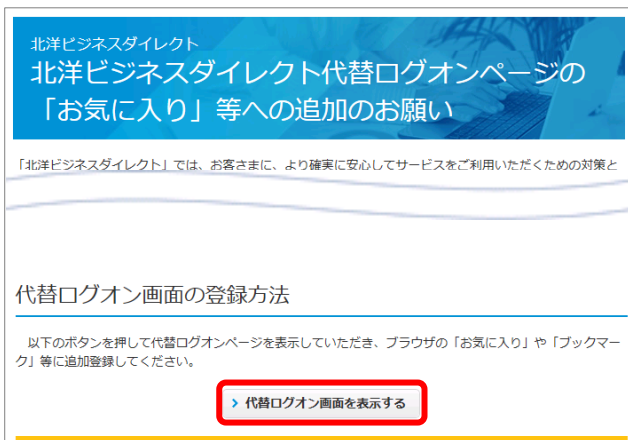 北洋ビジネスダイレクト
北洋ビジネスダイレクト代替ログオンページの
「お気に入り」等への追加のお願い
「北洋ビジネスダイレクト」では、お客さまに、より確実に安心してサービスをご利用いただくための対策と
代替ログオン画面の登録方法
以下のボタンを押して代替ログオンページを表示していただき、ブラウザの「お気に入り」や「ブックマー
ク」等に追加登録してください。
代替ログオン画面を表示する